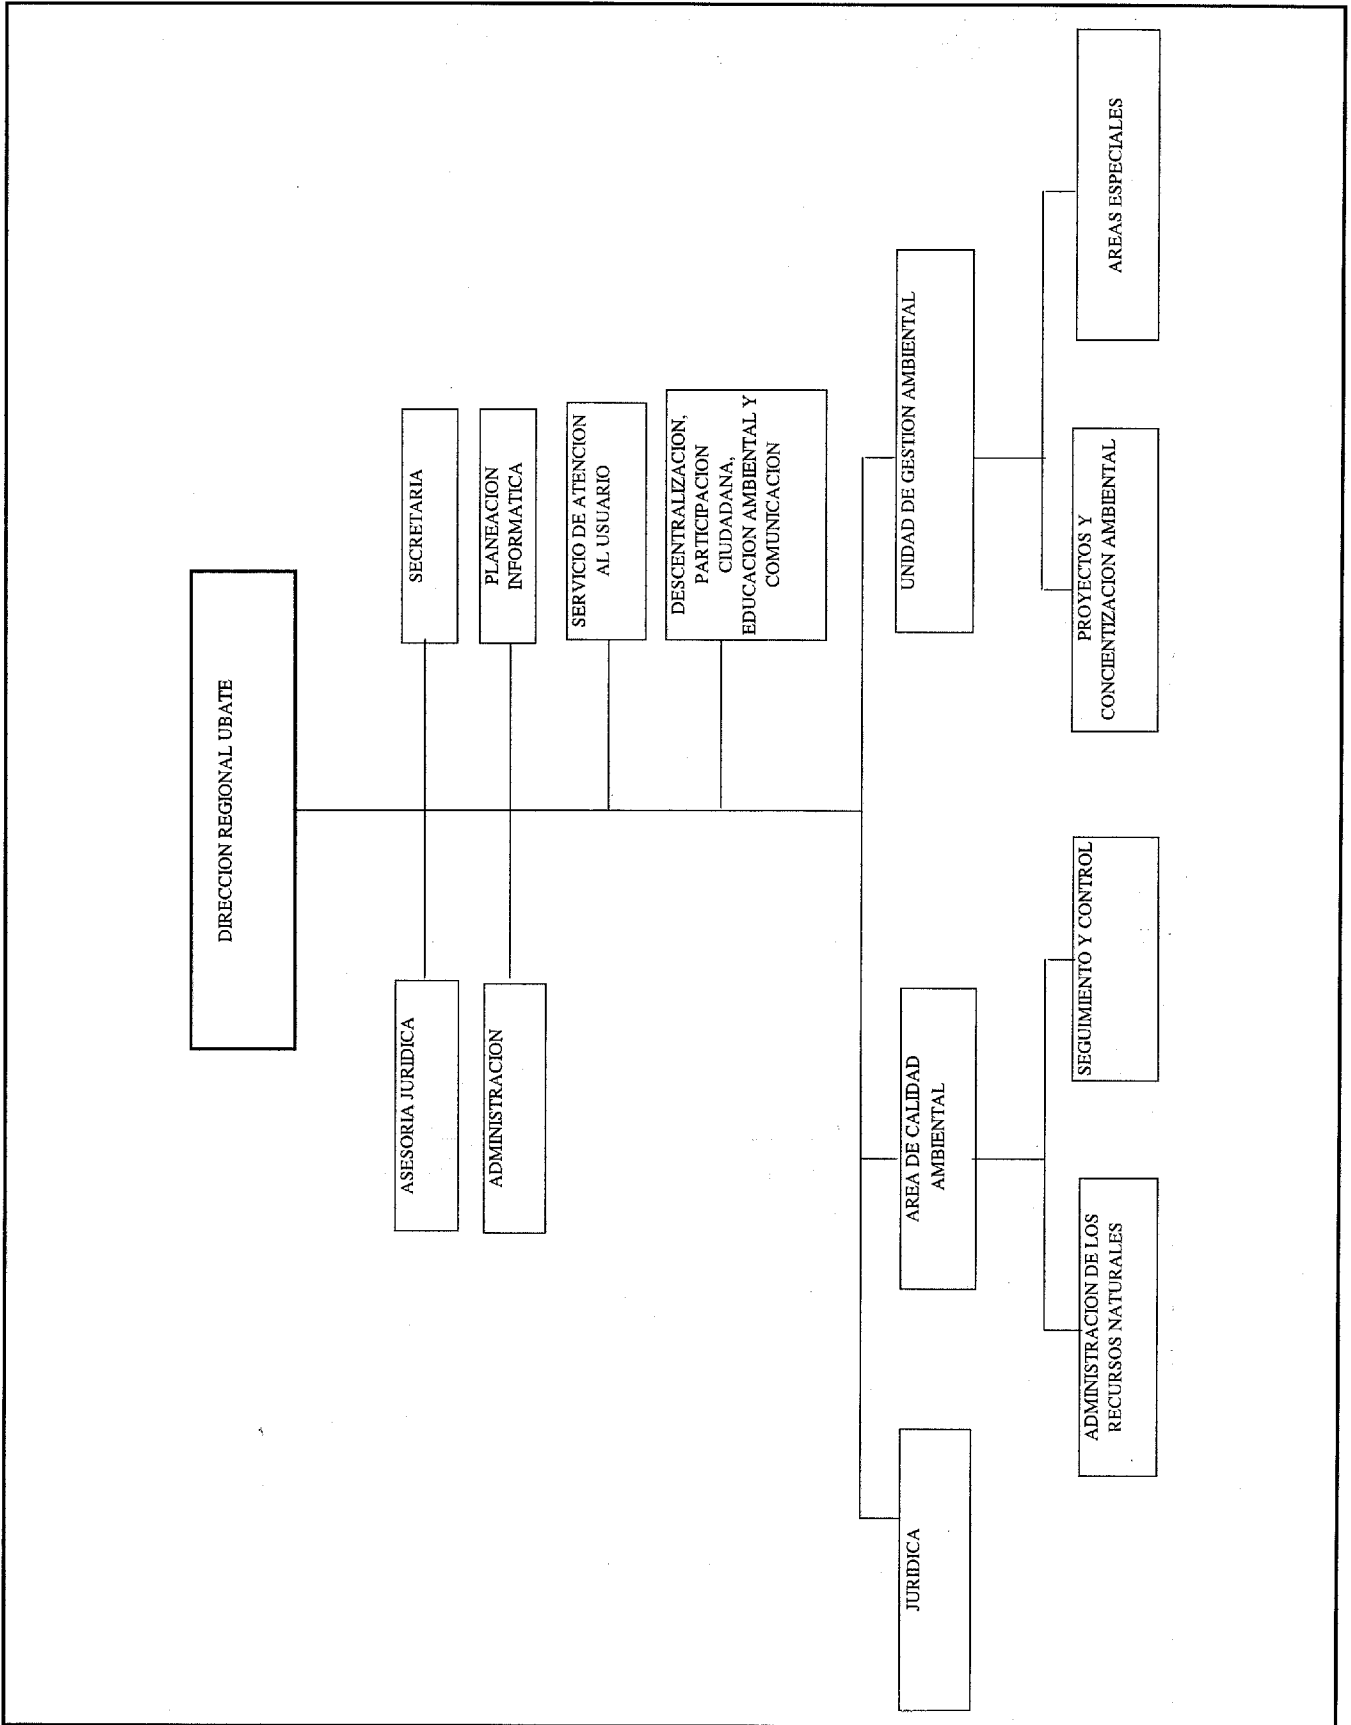 DIRECCION REGIONAL UBATE
ASESORIA JURIDICA
SECRETARIA
ADMINISTRACION
PLANEACION
INFORMATICA
SERVICIO DE ATENCION
AL USUARIO
DESCENTRALIZACION,
PARTICIPACION
CIUDADANA,
EDUCACION AMBIENTAL Y
COMUNICACION
JURIDICA
AREA DE CALIDAD
AMBIENTAL
UNIDAD DE GESTION AMBIENTAL
ADMINISTRACION DE LOS
RECURSOS NATURALES
SEGUIMIENTO Y CONTROL
PROYECTOS Y
CONCIENTIZACION AMBIENTAL
AREAS ESPECIALES